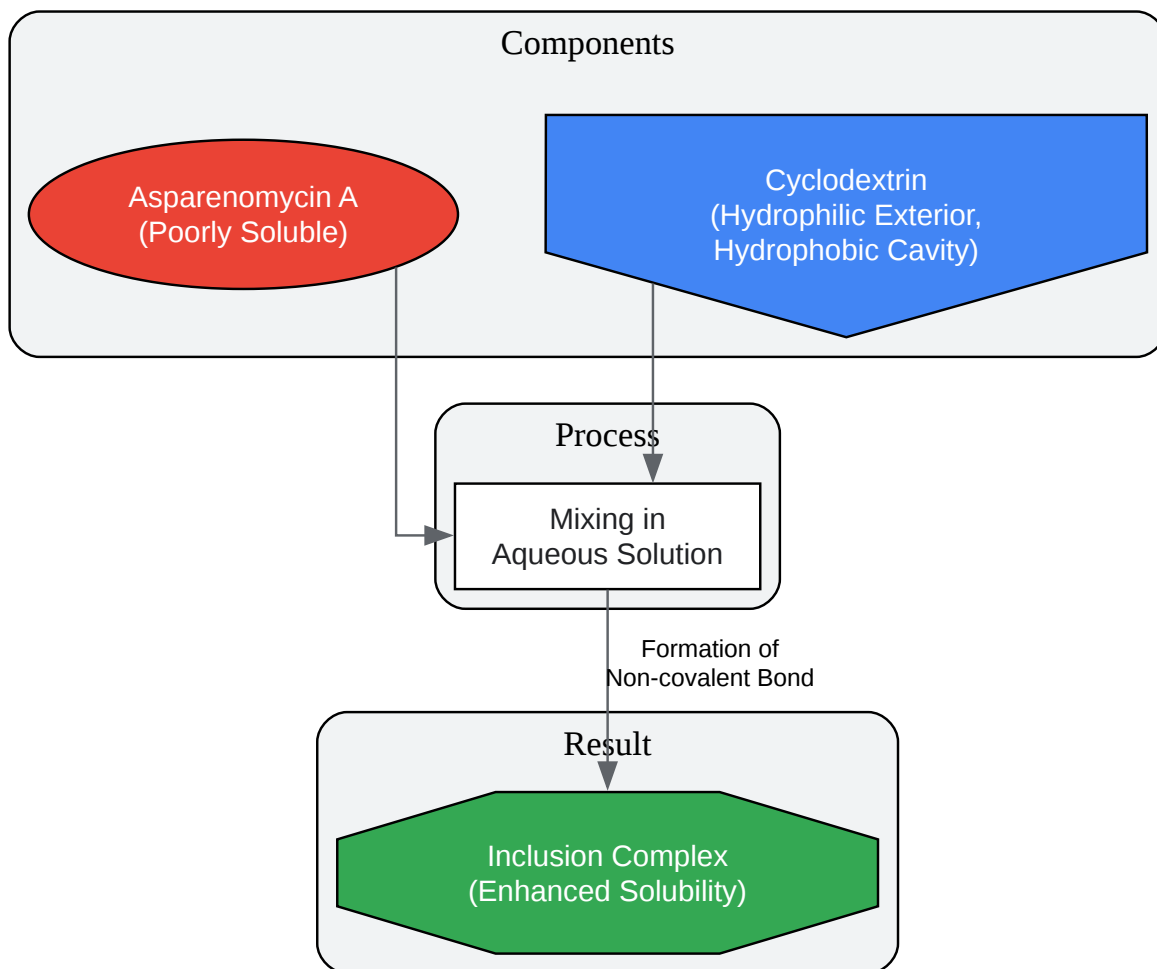 Components
Asparenomycin A
(Poorly Soluble)
Cyclodextrin
(Hydrophilic Exterior,
Hydrophobic Cavity)
Process
Mixing in
Aqueous Solution
Formation of
Non-covalent Bond
Result
Inclusion Complex
(Enhanced Solubility)